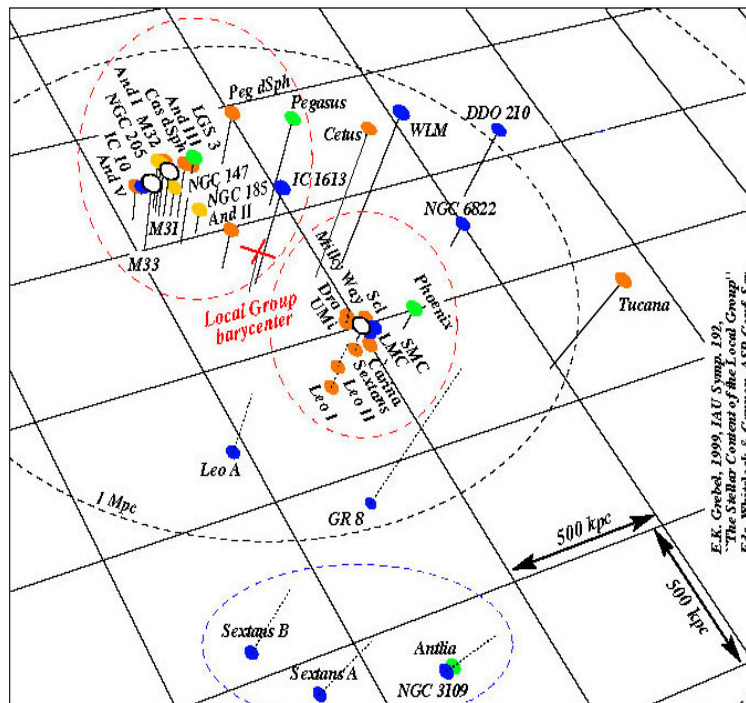 Peg dSph
Pegasus
Cetus
WLM
DDO 210
LGS 3
And III
Cas dSph
M32
And I
NGC 205
IC 10
And V
NGC 147
NGC 185
And II
IC 1613
NGC 6822
M31
M33
Local Group
barycenter
Milky Way
Scl
Dra
UMi
Phoenix
SMC
LMC
Carina
Sextans
Leo II
Leo I
Tucana
Leo A
GR 8
1 Mpc
500 kpc
500 kpc
Sextans B
Sextans A
Antlia
NGC 3109
E.K. Grebel, 1999, IAU Symp. 192,
"The Stellar Content of the Local Group"